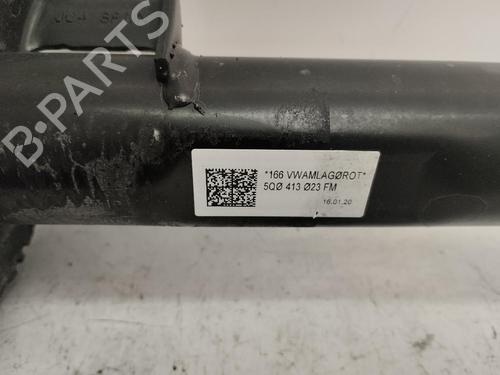 B-PARTS
*166 VWAMLAGØROT*
5QØ 413 Ø23 FM
16.01.20